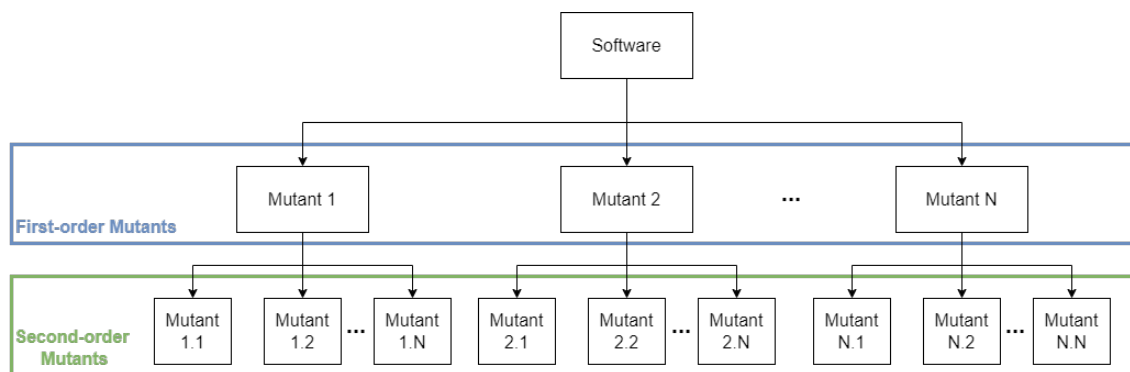 Software
Mutant 1
Mutant 2
...
Mutant N
First-order Mutants
Mutant
1.1
Mutant
1.2
...
Mutant
1.N
Mutant
2.1
Mutant
2.2
...
Mutant
2.N
Mutant
N.1
Mutant
N.2
...
Mutant
N.N
Second-order
Mutants